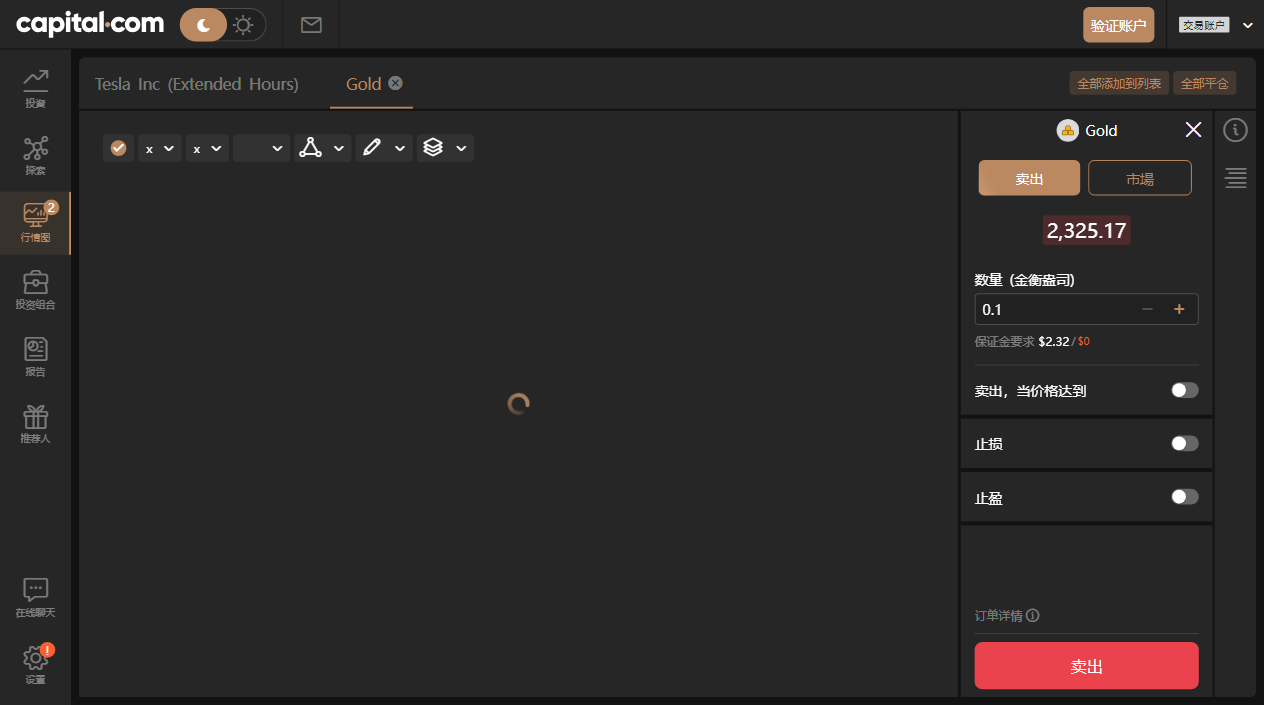 capital.com
验证账户
交易账户
投资
探索
2
行情图
投资组合
报告
推荐人
在线聊天
!
设置
Tesla Inc (Extended Hours)
Gold
全部添加到列表
全部平仓
x
x
Gold
卖出
市場
2,325.17
数量 (金衡盎司)
0.1
保证金要求 $2.32 / $0
卖出，当价格达到
止损
止盈
订单详情
卖出